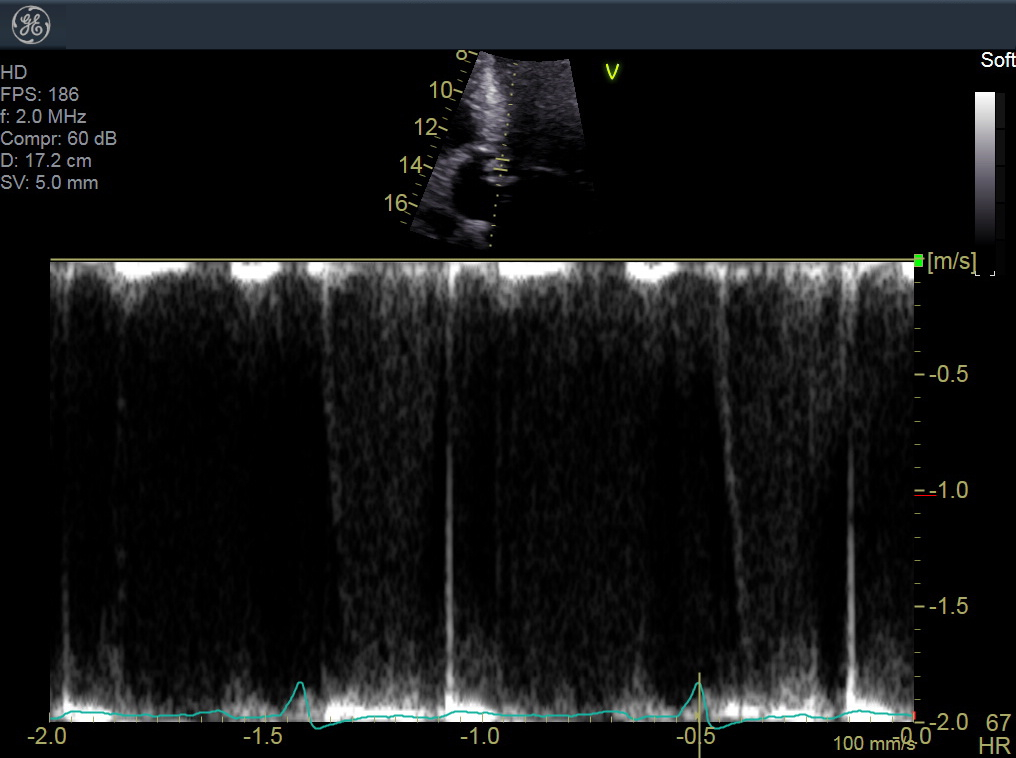 GE
Soft
V
HD
FPS: 186
f: 2.0 MHz
Compr: 60 dB
D: 17.2 cm
SV: 5.0 mm
8
10
12
14
16
[m/s]
-0.5
-1.0
-1.5
-2.0
67
HR
-2.0
-1.5
-1.0
-0.5
0.0
100 mm/s